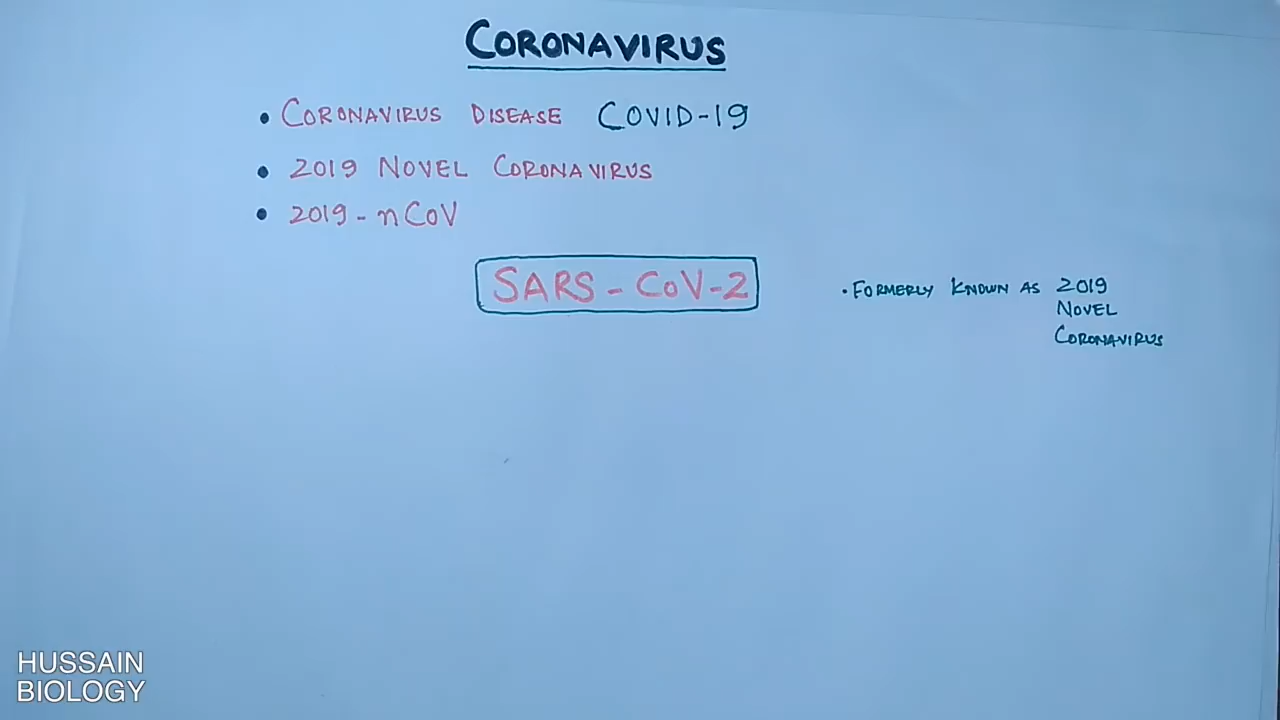 CORONAVIRUS
• CORONAVIRUS DISEASE COVID-19
• 2019 NOVEL CORONAVIRUS
• 2019-nCoV
SARS-CoV-2
• FORMERLY KNOWN AS 2019
NOVEL
CORONAVIRUS
HUSSAIN
BIOLOGY